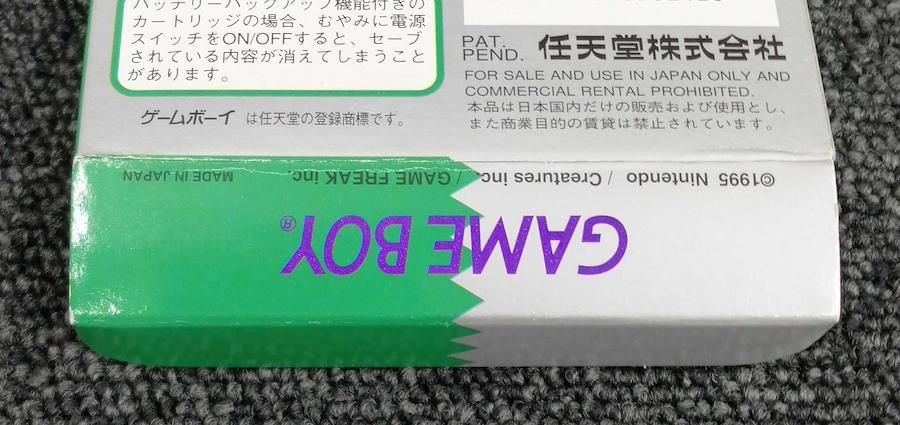 バッテリーバックアップ機能付きの
カートリッジの場合、むやみに電源
スイッチをON/OFFすると、セーブ
されている内容が消えてしまうこと
があります。
ゲームボーイ は任天堂の登録商標です。
PAT. PEND. 任天堂株式会社
FOR SALE AND USE IN JAPAN ONLY AND
COMMERCIAL RENTAL PROHIBITED.
本品は日本国内だけの販売および使用とし、
また商業目的の賃貸は禁止されています。
©1995 Nintendo / Creatures inc. / GAME FREAK inc. MADE IN JAPAN
GAME BOY®